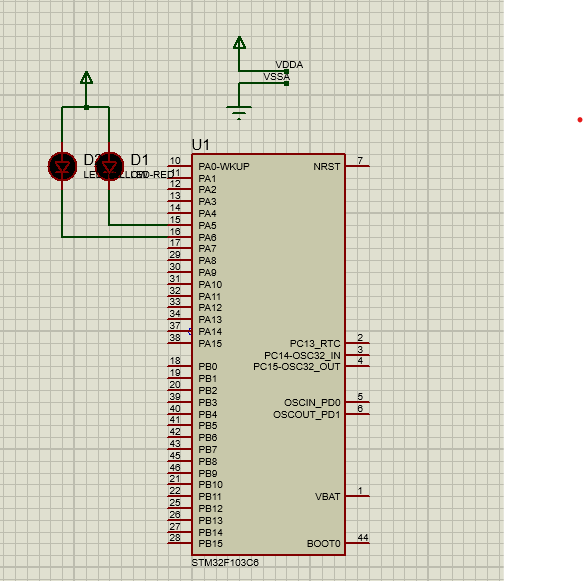 VDDA
VSSA
U1
D2
D1
LED-RED
10 PA0-WKUP
11 PA1
12 PA2
13 PA3
14 PA4
15 PA5
16 PA6
17 PA7
29 PA8
30 PA9
31 PA10
32 PA11
33 PA12
34 PA13
37 PA14
38 PA15
18 PB0
19 PB1
20 PB2
39 PB3
40 PB4
41 PB5
42 PB6
43 PB7
45 PB8
46 PB9
21 PB10
22 PB11
25 PB12
26 PB13
27 PB14
28 PB15
NRST 7
PC13_RTC 2
PC14-OSC32_IN 3
PC15-OSC32_OUT 4
OSCIN_PD0 5
OSCOUT_PD1 6
VBAT 1
BOOT0 44
STM32F103C6